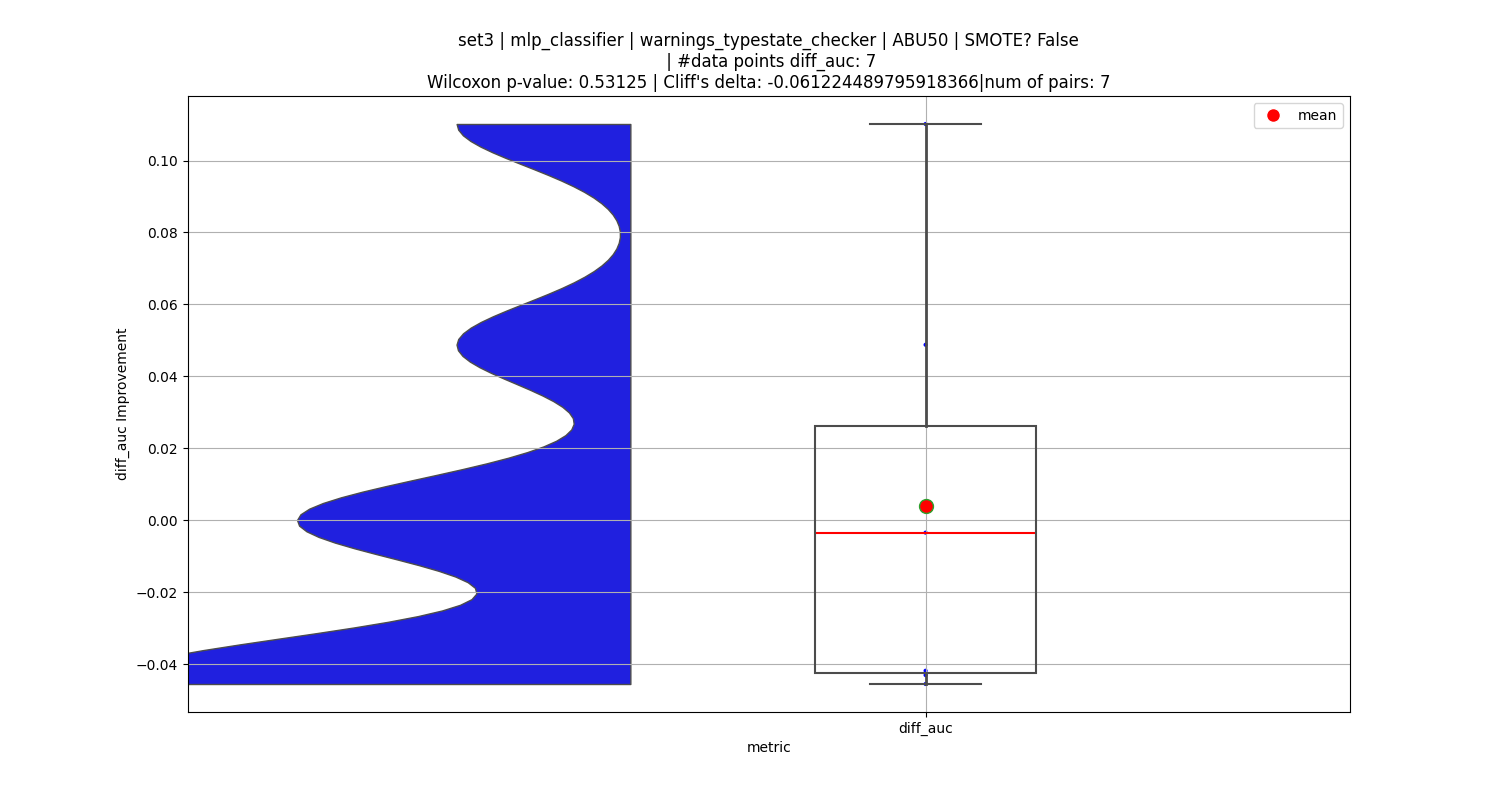 set3 | mlp_classifier | warnings_typestate_checker | ABU50 | SMOTE? False
| #data points diff_auc: 7
Wilcoxon p-value: 0.53125 | Cliff's delta: -0.061224489795918366|num of pairs: 7
mean
0.10
0.08
0.06
0.04
0.02
0.00
−0.02
−0.04
diff_auc Improvement
diff_auc
metric